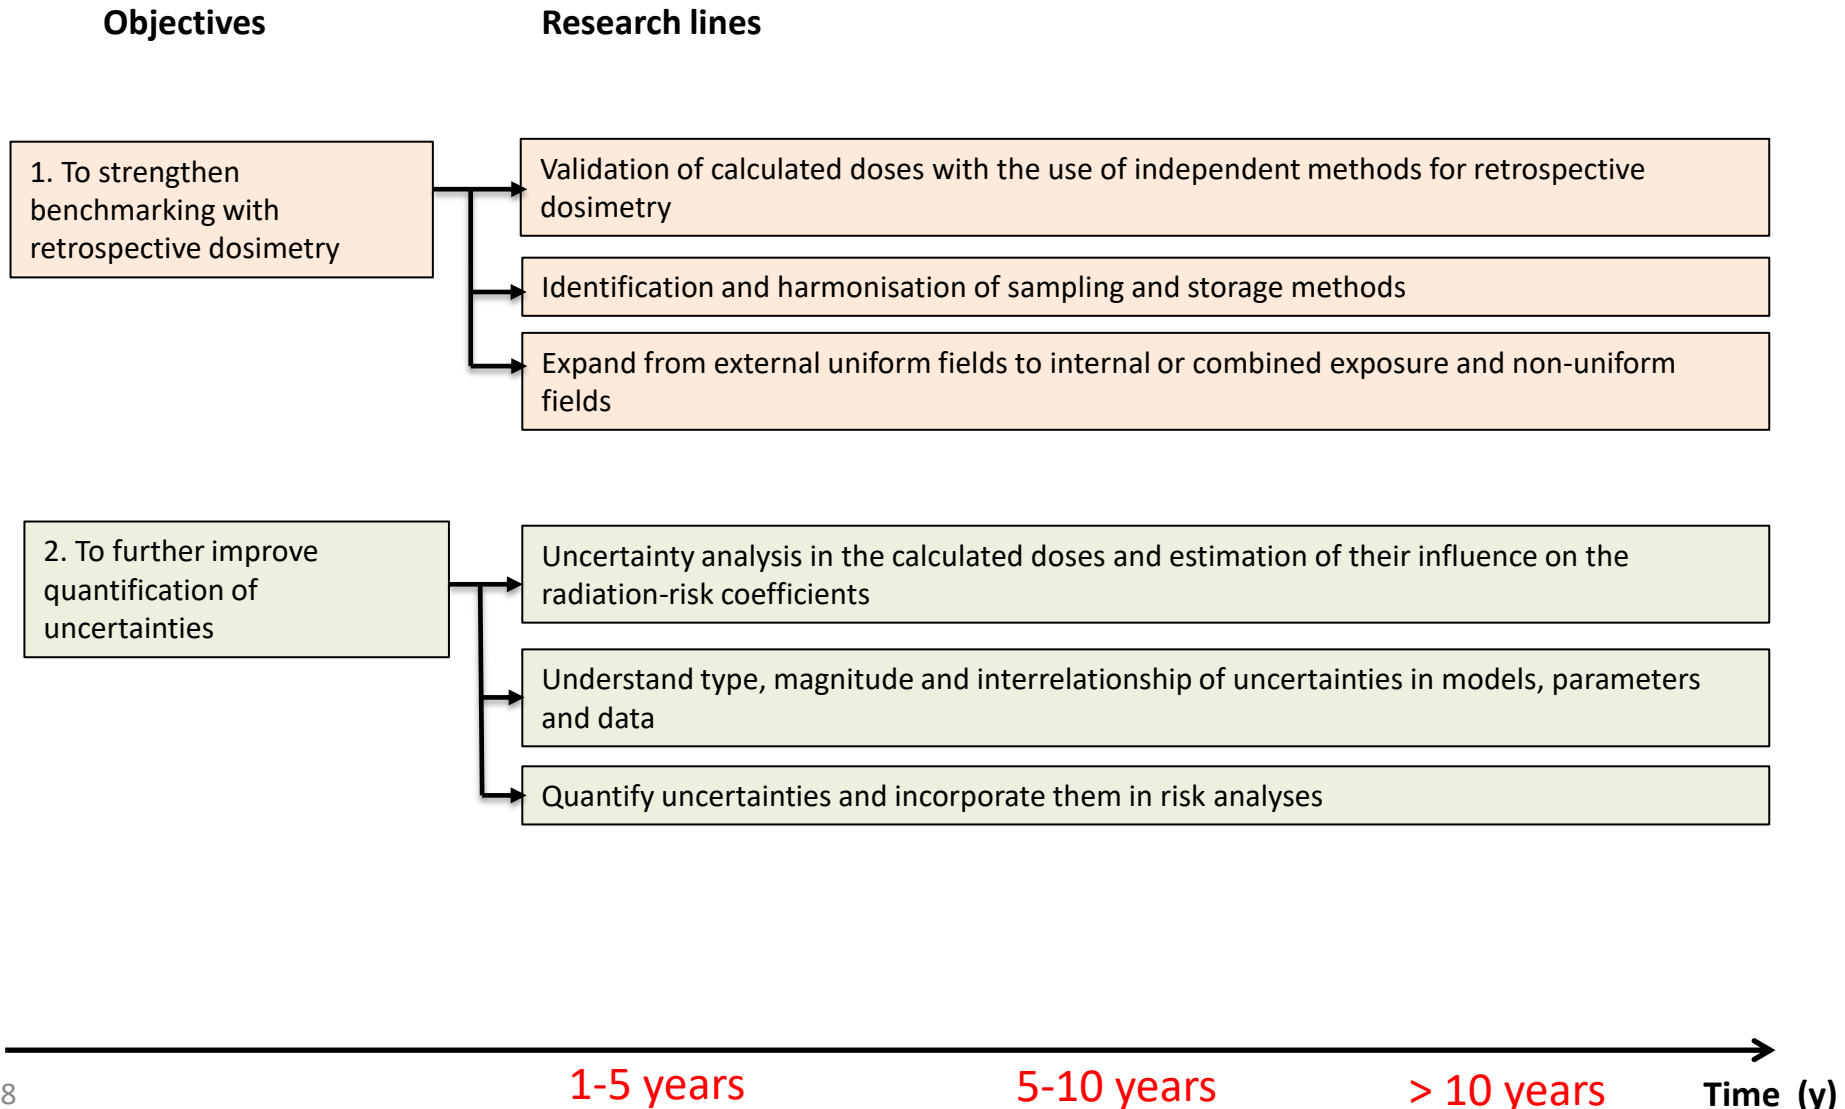 Objectives
Research lines
1. To strengthen
benchmarking with
retrospective dosimetry
Validation of calculated doses with the use of independent methods for retrospective
dosimetry
Identification and harmonisation of sampling and storage methods
Expand from external uniform fields to internal or combined exposure and non-uniform
fields
2. To further improve
quantification of
uncertainties
Uncertainty analysis in the calculated doses and estimation of their influence on the
radiation-risk coefficients
Understand type, magnitude and interrelationship of uncertainties in models, parameters
and data
Quantify uncertainties and incorporate them in risk analyses
8
1-5 years
5-10 years
> 10 years
Time (y)